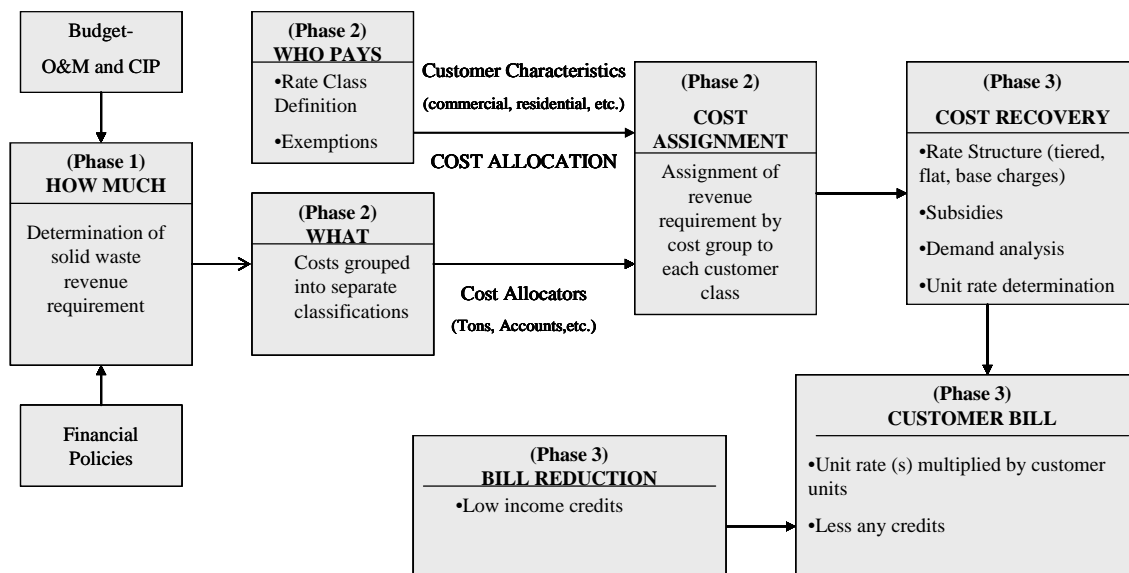 Budget-
O&M and CIP
(Phase 1)
HOW MUCH
Determination of
solid waste
revenue
requirement
Financial
Policies
(Phase 2)
WHO PAYS
•Rate Class
Definition
•Exemptions
Customer Characteristics
(commercial, residential, etc.)
COST ALLOCATION
(Phase 2)
WHAT
Costs grouped
into separate
classifications
Cost Allocators
(Tons, Accounts,etc.)
(Phase 2)
COST
ASSIGNMENT
Assignment of
revenue
requirement by
cost group to
each customer
class
(Phase 3)
COST RECOVERY
•Rate Structure (tiered,
flat, base charges)
•Subsidies
•Demand analysis
•Unit rate determination
(Phase 3)
BILL REDUCTION
•Low income credits
(Phase 3)
CUSTOMER BILL
•Unit rate (s) multiplied by customer
units
•Less any credits